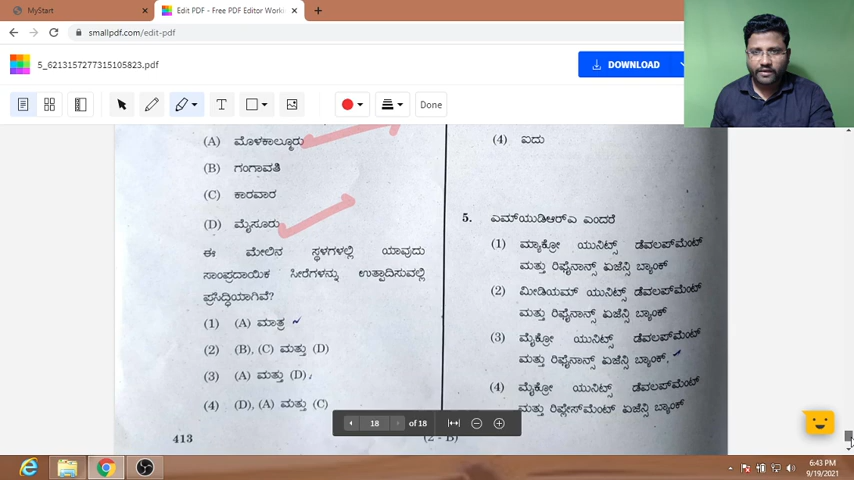 MyStart
Edit PDF - Free PDF Editor Work
smallpdf.com/edit-pdf
5_6213157277315105823.pdf
DOWNLOAD
Done
(A) ಮೊಳಕಾಲ್ಮೂರು
(B) ಗಂಗಾವತಿ
(C) ಕಾರವಾರ
(D) ಮೈಸೂರು
ಈ ಮೇಲಿನ ಸ್ಥಳಗಳಲ್ಲಿ ಯಾವುದು
ಸಾಂಪ್ರದಾಯಿಕ ಸೀರೆಗಳನ್ನು ಉತ್ಪಾದಿಸುವಲ್ಲಿ
ಪ್ರಸಿದ್ಧಿಯಾಗಿವೆ?
(1) (A) ಮಾತ್ರ
(2) (B), (C) ಮತ್ತು (D)
(3) (A) ಮತ್ತು (D)
(4) (D), (A) ಮತ್ತು (C)
413
(4) ಐದು
5. ಎಮ್‌ಯುಡಿಆರ್‌ಎ ಎಂದರೆ
(1) ಮ್ಯಾಕ್ರೋ ಯುನಿಟ್ಸ್ ಡೆವಲಪ್‌ಮೆಂಟ್
ಮತ್ತು ರಿಫೈನಾನ್ಸ್ ಏಜೆನ್ಸಿ ಬ್ಯಾಂಕ್
(2) ಮೀಡಿಯಮ್ ಯುನಿಟ್ಸ್ ಡೆವಲಪ್‌ಮೆಂಟ್
ಮತ್ತು ರಿಫೈನಾನ್ಸ್ ಏಜೆನ್ಸಿ ಬ್ಯಾಂಕ್
(3) ಮೈಕ್ರೋ ಯುನಿಟ್ಸ್ ಡೆವಲಪ್‌ಮೆಂಟ್
ಮತ್ತು ರಿಫೈನಾನ್ಸ್ ಏಜೆನ್ಸಿ ಬ್ಯಾಂಕ್
(4) ಮೈಕ್ರೋ ಯುನಿಟ್ಸ್ ಡೆವಲಪ್‌ಮೆಂಟ್
ಮತ್ತು ರಿಪ್ಲೇಸ್‌ಮೆಂಟ್ ಏಜೆನ್ಸಿ ಬ್ಯಾಂಕ್
18 of 18
(2 - B)
6:43 PM
9/19/2021